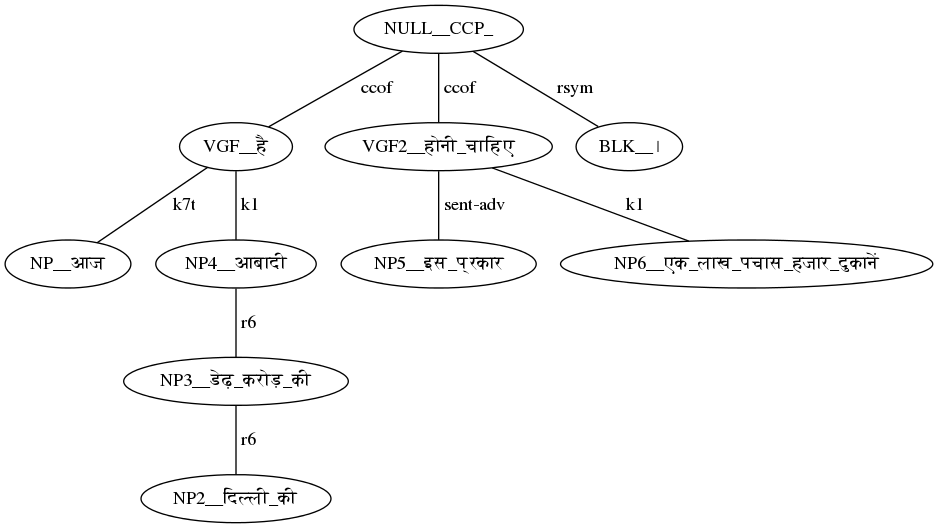 NULL__CCP_
ccof ccof rsym
VGF__है VGF2__होनी_चाहिए BLK__।
k7t k1 sent-adv k1
NP__आज NP4__आबादी NP5__इस_प्रकार NP6__एक_लाख_पचास_हजार_दुकानें
r6
NP3__डेढ़_करोड़_की
r6
NP2__दिल्ली_की